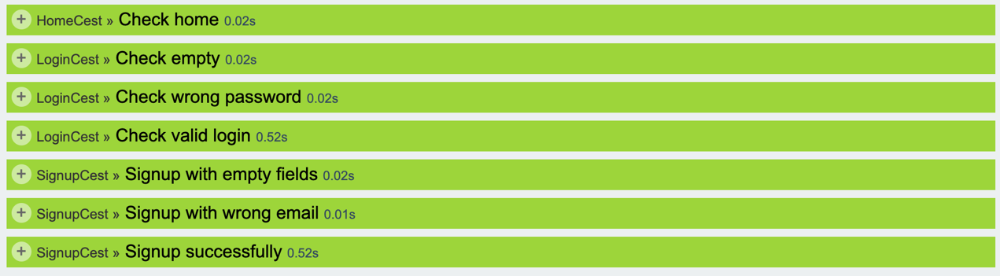 + HomeCest » Check home 0.02s
+ LoginCest » Check empty 0.02s
+ LoginCest » Check wrong password 0.02s
+ LoginCest » Check valid login 0.52s
+ SignupCest » Signup with empty fields 0.02s
+ SignupCest » Signup with wrong email 0.01s
+ SignupCest » Signup successfully 0.52s